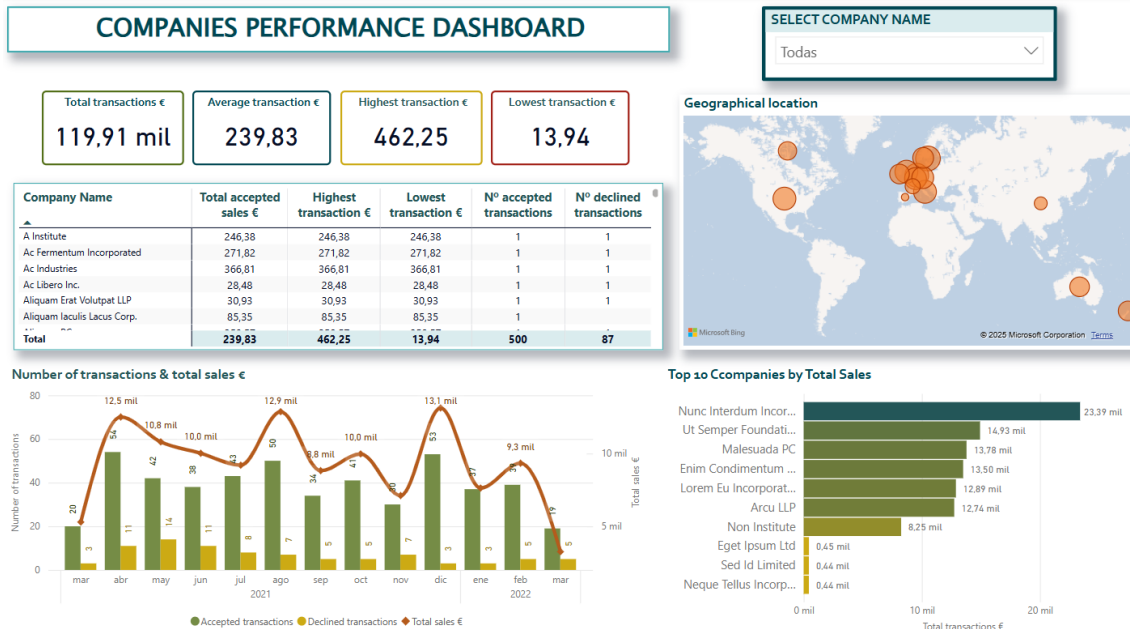 COMPANIES PERFORMANCE DASHBOARD
SELECT COMPANY NAME
Todas
Total transactions €
119,91 mil
Average transaction €
239,83
Highest transaction €
462,25
Lowest transaction €
13,94
Geographical location
Company Name Total accepted sales € Highest transaction € Lowest transaction € Nº accepted transactions Nº declined transactions
A Institute 246,38 246,38 246,38 1 1
Ac Fermentum Incorporated 271,82 271,82 271,82 1 1
Ac Industries 366,81 366,81 366,81 1 1
Ac Libero Inc. 28,48 28,48 28,48 1 1
Aliquam Erat Volutpat LLP 30,93 30,93 30,93 1 1
Aliquam Iaculis Lacus Corp. 85,35 85,35 85,35 1
Total 239,83 462,25 13,94 500 87
Microsoft Bing
© 2025 Microsoft Corporation Terms
Number of transactions & total sales €
Number of transactions
80
60
40
20
0
12,5 mil
10,8 mil
10,0 mil
12,9 mil
8,8 mil
10,0 mil
13,1 mil
9,3 mil
20 54 42 38 43 50 34 41 30 53 37 39 19
3 11 14 11 8 7 5 5 7 3 3 5 5
10 mil
5 mil
Total sales €
mar abr may jun jul ago sep oct nov dic ene feb mar
2021 2022
Accepted transactions Declined transactions Total sales €
Top 10 Ccompanies by Total Sales
Nunc Interdum Incor... 23,39 mil
Ut Semper Foundati... 14,93 mil
Malesuada PC 13,78 mil
Enim Condimentum ... 13,50 mil
Lorem Eu Incorporat... 12,89 mil
Arcu LLP 12,74 mil
Non Institute 8,25 mil
Eget Ipsum Ltd 0,45 mil
Sed Id Limited 0,44 mil
Neque Tellus Incorp... 0,44 mil
0 mil 10 mil 20 mil
Total transactions €